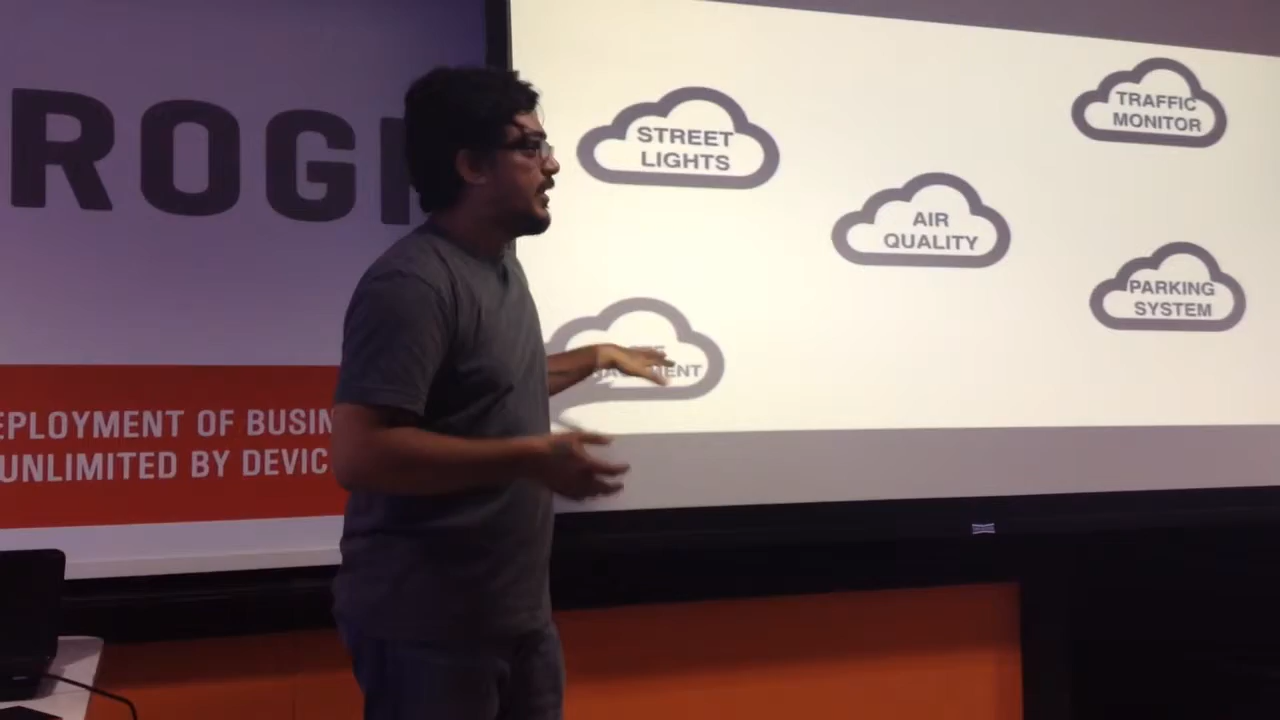 ROG
EPLOYMENT OF BUSIN
UNLIMITED BY DEVIC
STREET
LIGHTS
TRAFFIC
MONITOR
AIR
QUALITY
PARKING
SYSTEM